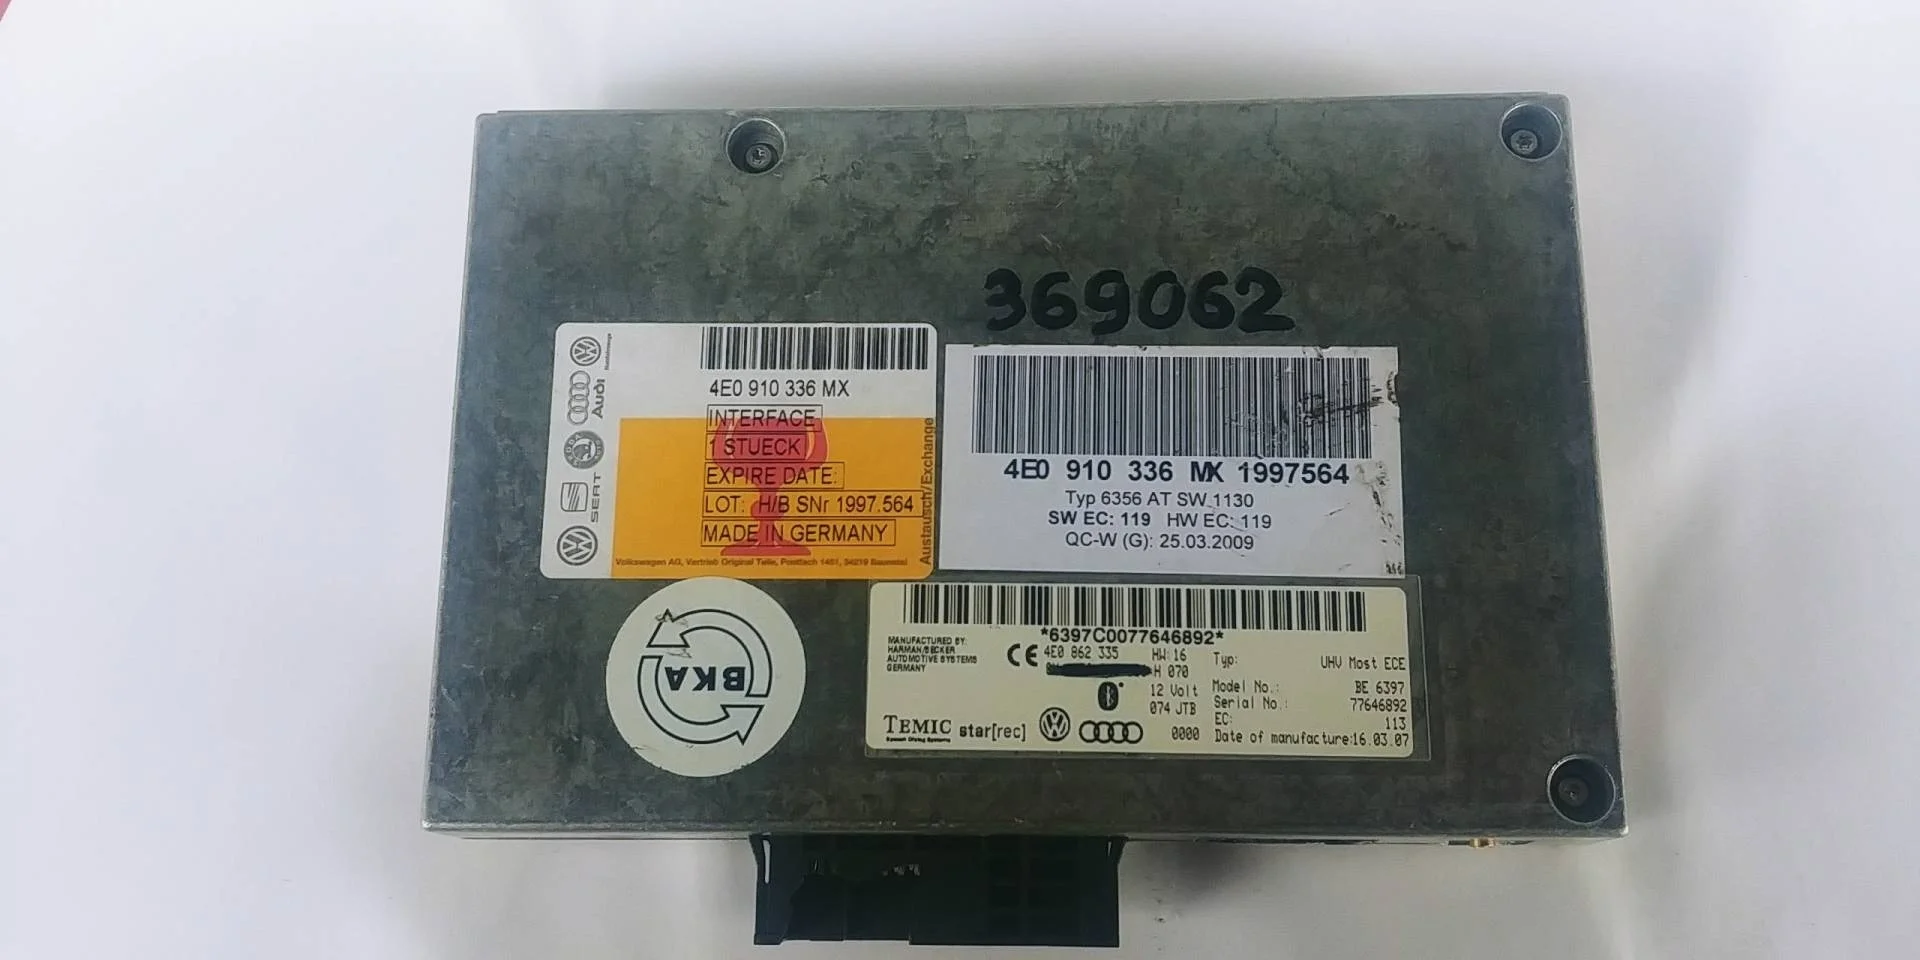 369062
4E0 910 336 MX
INTERFACE
1 STUECK
EXPIRE DATE:
LOT: H/B SNr 1997.564
MADE IN GERMANY
Volkswagen AG, Vertrieb Original Teile, Postfach 1451, 34219 Baunatal
Austausch/Exchange
Audi
SEAT
4E0 910 336 MX 1997564
Typ 6356 AT SW 1130
SW EC: 119 HW EC: 119
QC-W (G): 25.03.2009
BKA
*6397C0077646892*
MANUFACTURED BY:
HARMAN/BECKER
AUTOMOTIVE SYSTEMS
GERMANY
CE
4E0 862 335 HW: 16
H 070
12 Volt
074 JTB
0000
Typ: UHV Most ECE
Model No.: BE 6397
Serial No.: 77646892
EC: 113
Date of manufacture:16.03.07
TEMIC
star[rec]